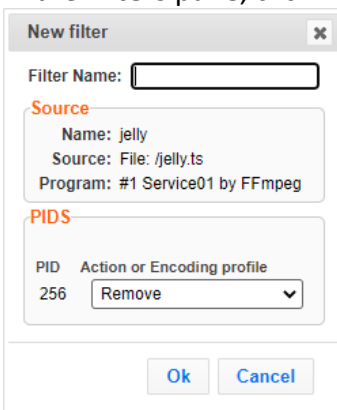 New filter
Filter Name:
Source
Name: jelly
Source: File: /jelly.ts
Program: #1 Service01 by FFmpeg
PIDS
PID Action or Encoding profile
256 Remove
Ok Cancel